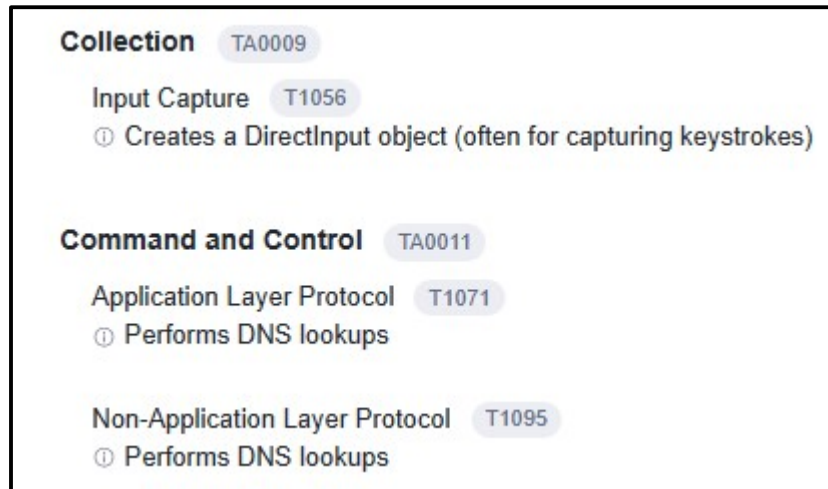 Collection TA0009
Input Capture T1056
ⓘ Creates a DirectInput object (often for capturing keystrokes)
Command and Control TA0011
Application Layer Protocol T1071
ⓘ Performs DNS lookups
Non-Application Layer Protocol T1095
ⓘ Performs DNS lookups